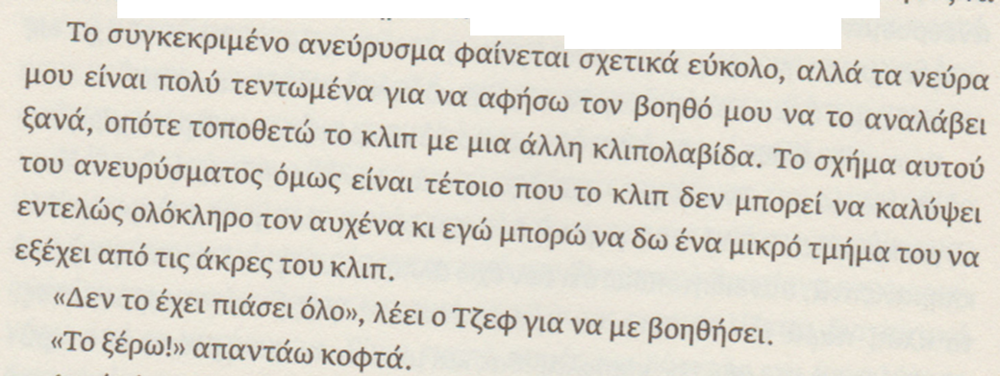 Το συγκεκριμένο ανεύρυσμα φαίνεται σχετικά εύκολο, αλλά τα νεύρα
μου είναι πολύ τεντωμένα για να αφήσω τον βοηθό μου να το αναλάβει
ξανά, οπότε τοποθετώ το κλιπ με μια άλλη κλιπολαβίδα. Το σχήμα αυτού
του ανευρύσματος όμως είναι τέτοιο που το κλιπ δεν μπορεί να καλύψει
εντελώς ολόκληρο τον αυχένα κι εγώ μπορώ να δω ένα μικρό τμήμα του να
εξέχει από τις άκρες του κλιπ.
«Δεν το έχει πιάσει όλο», λέει ο Τζεφ για να με βοηθήσει.
«Το ξέρω!» απαντάω κοφτά.